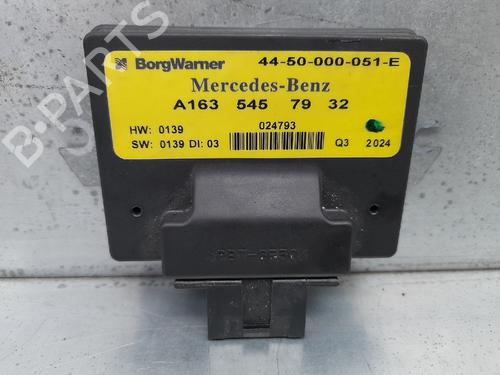 BorgWarner 44-50-000-051-E
Mercedes-Benz
A163 545 79 32
HW: 0139 024793
SW: 0139 DI: 03 Q3 2024
B-PARTS